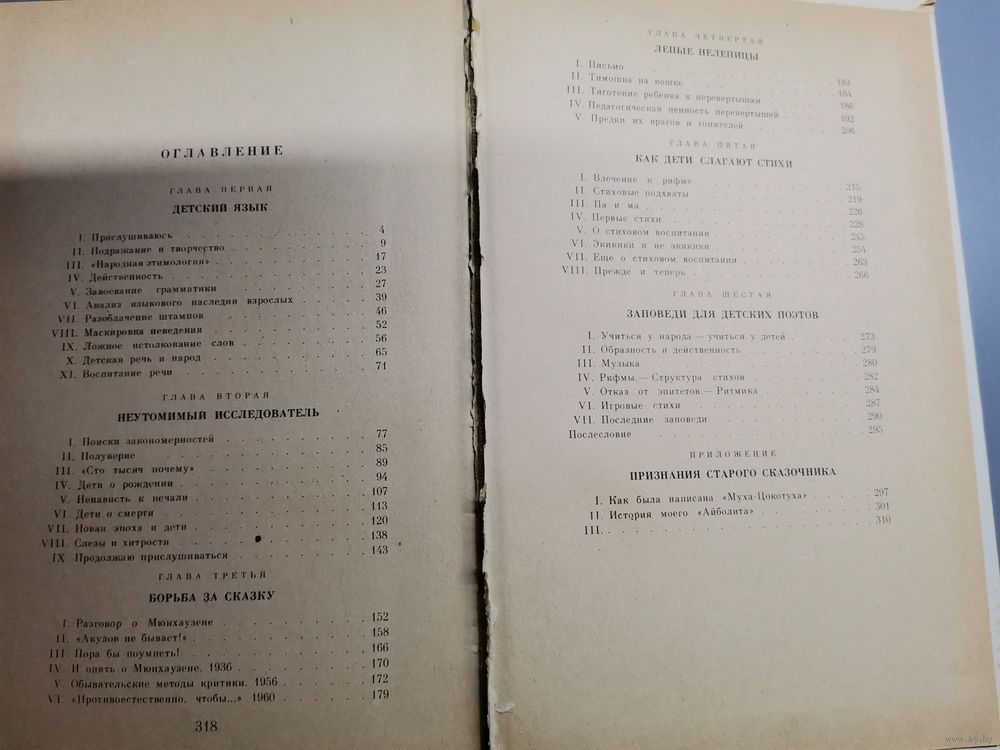 ОГЛАВЛЕНИЕ
ГЛАВА ПЕРВАЯ
ДЕТСКИЙ ЯЗЫК
I. Прислушиваюсь . . . 4
II. Подражание и творчество . . . 9
III. «Народная этимология» . . . 17
IV. Действенность . . . 23
V. Завоевание грамматики . . . 27
VI. Анализ языкового наследия взрослых . . . 39
VII. Разоблачение штампов . . . 46
VIII. Маскировка неведения . . . 52
IX. Ложное истолкование слов . . . 56
X. Детская речь и народ . . . 65
XI. Воспитание речи . . . 71
ГЛАВА ВТОРАЯ
НЕУТОМИМЫЙ ИССЛЕДОВАТЕЛЬ
I. Поиски закономерностей . . . 77
II. Полуверие . . . 85
III. «Сто тысяч почему» . . . 89
IV. Дети о рождении . . . 94
V. Ненависть к печали . . . 107
VI. Дети о смерти . . . 113
VII. Новая эпоха и дети . . . 120
VIII. Слезы и хитрости . . . 138
IX. Продолжаю прислушиваться . . . 143
ГЛАВА ТРЕТЬЯ
БОРЬБА ЗА СКАЗКУ
I. Разговор о Мюнхаузене . . . 152
II. «Акулов не бывает!» . . . 158
III. Пора бы поумнеть! . . . 166
IV. И опять о Мюнхаузене. 1936 . . . 170
V. Обывательские методы критики. 1956 . . . 172
VI. «Противоестественно, чтобы...» 1960 . . . 179
318
ГЛАВА ЧЕТВЕРТАЯ
ЛЕПЫЕ НЕЛЕПИЦЫ
I. Письмо . . . 183
II. Тимошка на кошке . . . 184
III. Тяготение ребенка к перевертышам . . . 186
IV. Педагогическая ценность перевертышей . . . 192
V. Предки их врагов и гонителей . . . 206
ГЛАВА ПЯТАЯ
КАК ДЕТИ СЛАГАЮТ СТИХИ
I. Влечение к рифме . . . 215
II. Стиховые подхваты . . . 219
III. Па и ма . . . 226
IV. Первые стихи . . . 228
V. О стиховом воспитании . . . 245
VI. Экикики и не экикики . . . 254
VII. Еще о стиховом воспитании . . . 263
VIII. Прежде и теперь . . . 266
ГЛАВА ШЕСТАЯ
ЗАПОВЕДИ ДЛЯ ДЕТСКИХ ПОЭТОВ
I. Учиться у народа — учиться у детей . . . 273
II. Образность и действенность . . . 279
III. Музыка . . . 280
IV. Рифмы.— Структура стихов . . . 282
V. Отказ от эпитетов.— Ритмика . . . 284
VI. Игровые стихи . . . 287
VII. Последние заповеди . . . 290
Послесловие . . . 295
ПРИЛОЖЕНИЕ
ПРИЗНАНИЯ СТАРОГО СКАЗОЧНИКА
I. Как была написана «Муха-Цокотуха» . . . 297
II. История моего «Айболита» . . . 301
III. . . . 310
www.ay.by